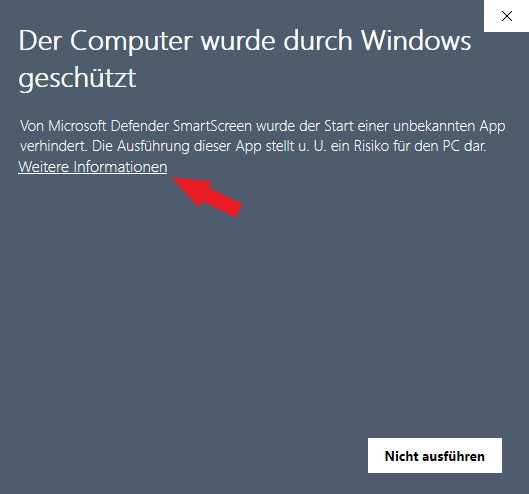 Der Computer wurde durch Windows
geschützt
Von Microsoft Defender SmartScreen wurde der Start einer unbekannten App
verhindert. Die Ausführung dieser App stellt u. U. ein Risiko für den PC dar.
Weitere Informationen
Nicht ausführen